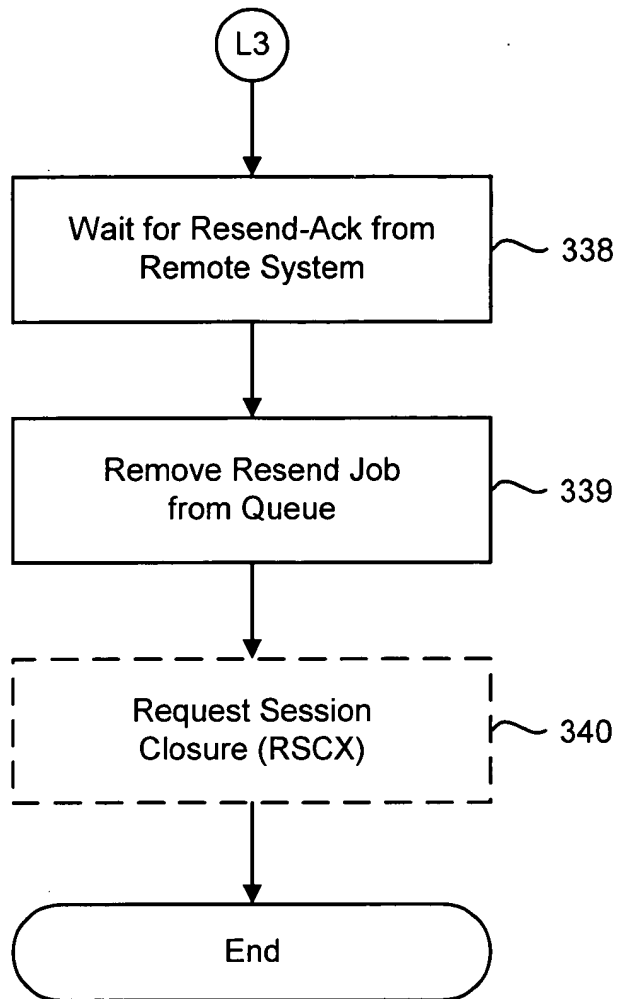 L3
Wait for Resend-Ack from
Remote System
338
Remove Resend Job
from Queue
339
Request Session
Closure (RSCX)
340
End